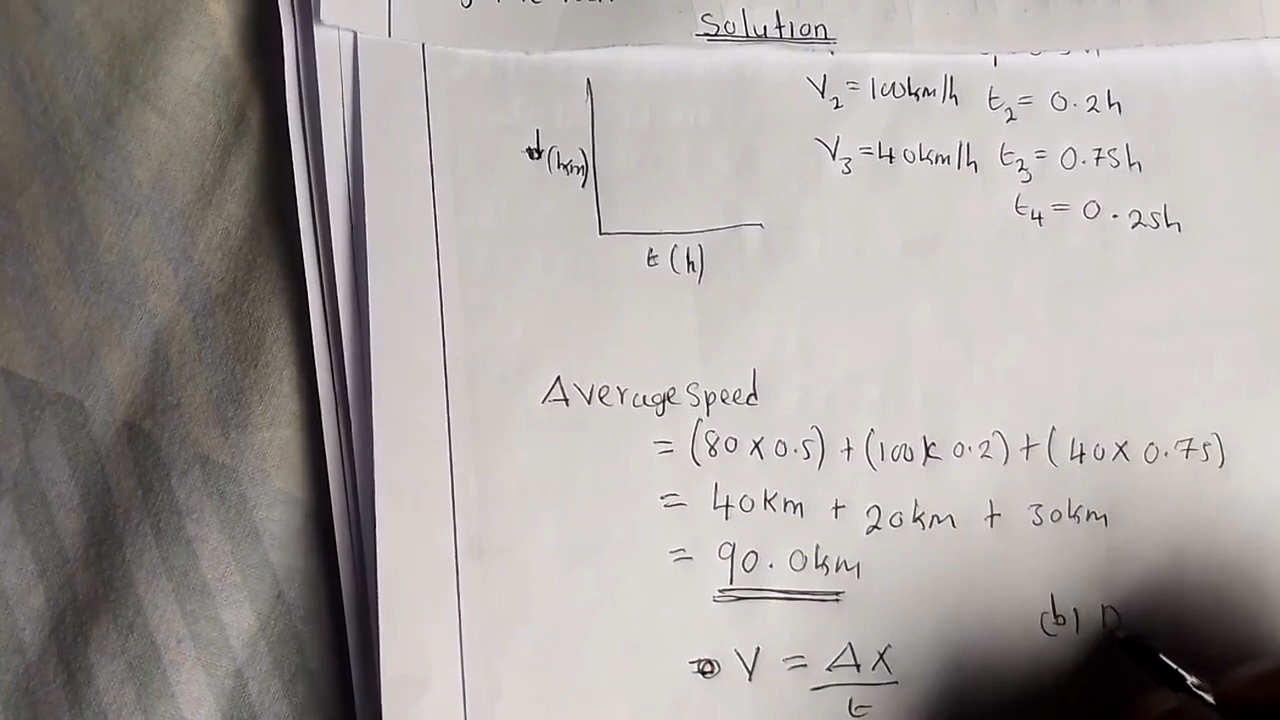 Solution
V₂ = 100km/h t₂ = 0.2h
V₃ = 40km/h t₃ = 0.75h
t₄ = 0.25h
d (km)
t (h)
Average speed
= (80 x 0.5) + (100 x 0.2) + (40 x 0.75)
= 40km + 20km + 30km
= 90.0km
(b)
V = Δx
t